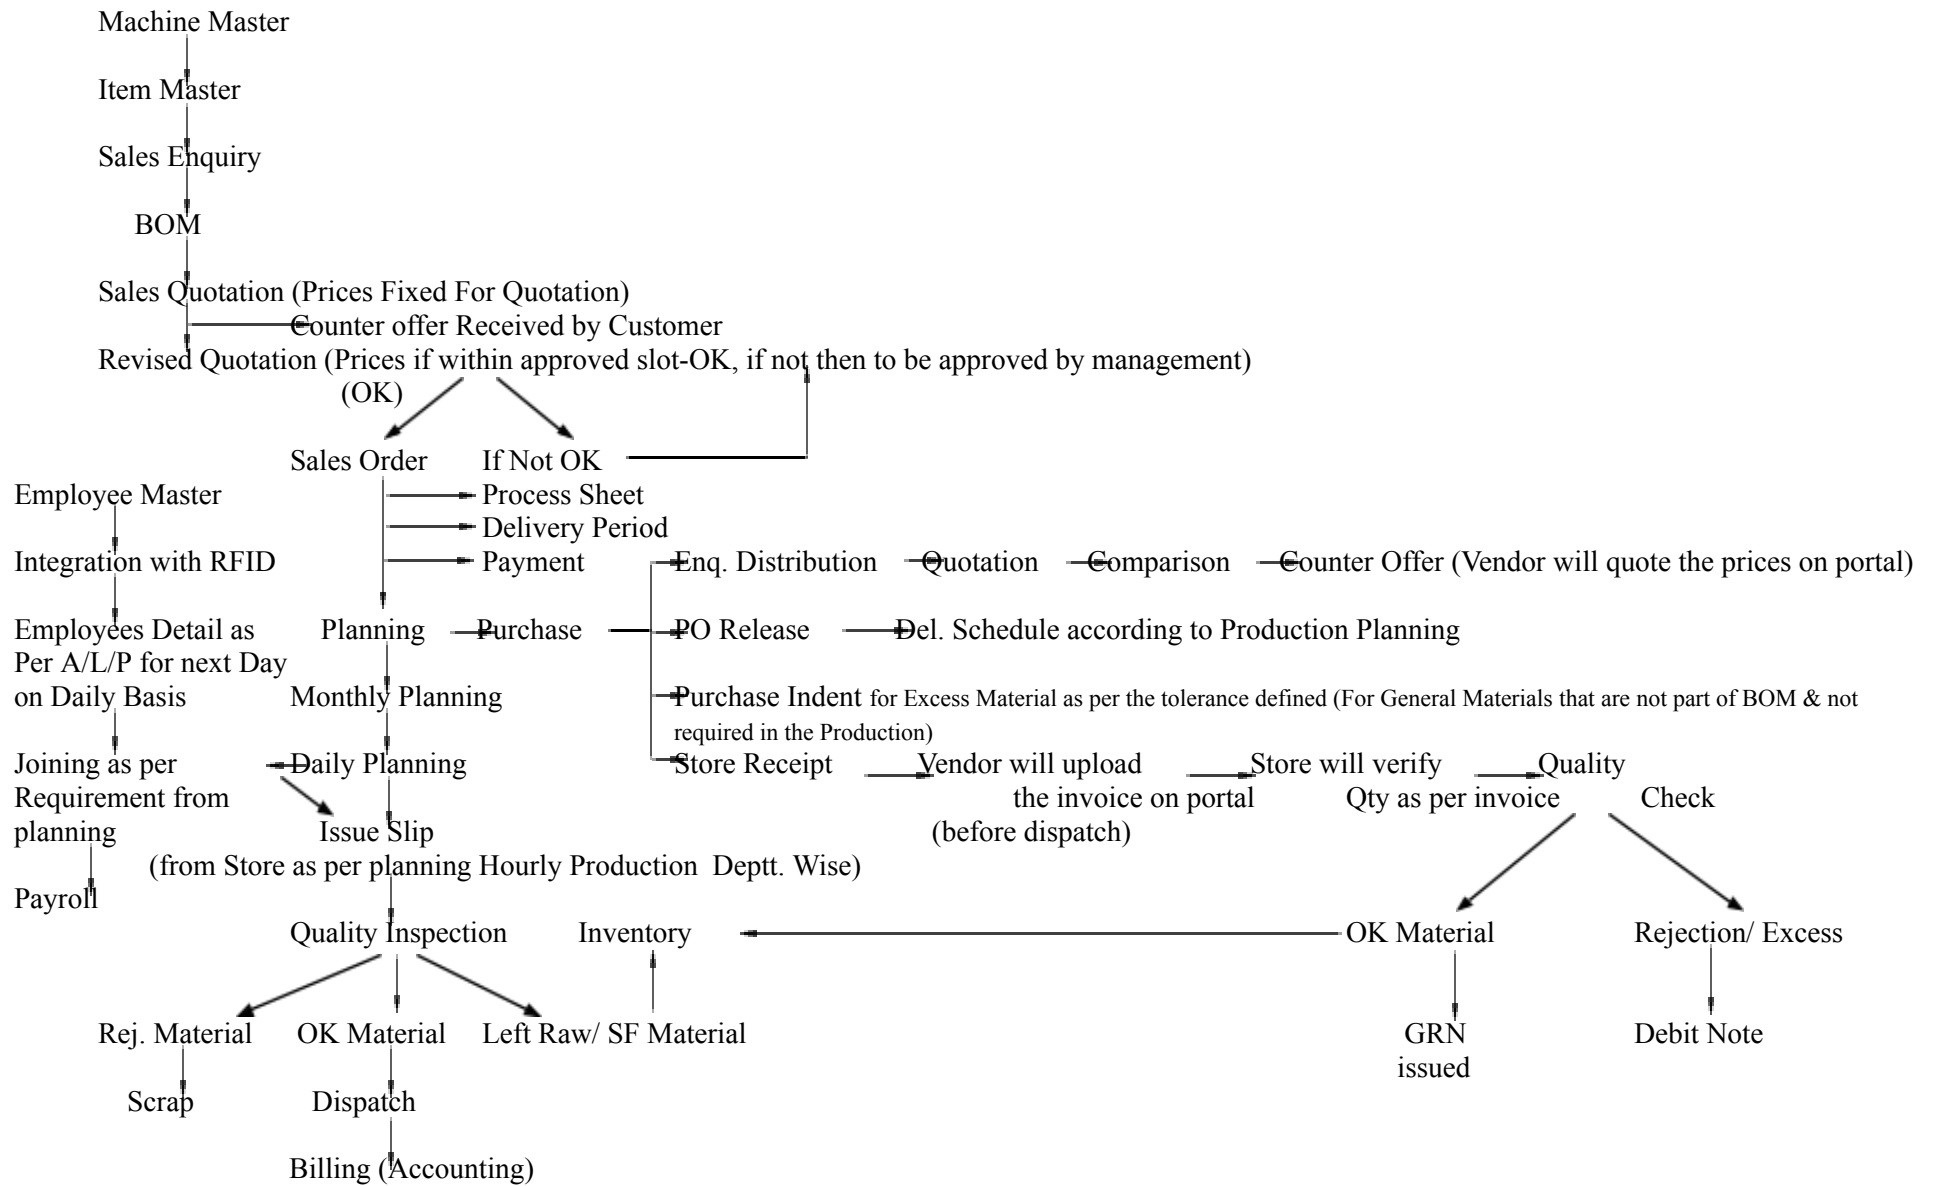 Machine Master
Item Master
Sales Enquiry
BOM
Sales Quotation (Prices Fixed For Quotation)
Counter offer Received by Customer
Revised Quotation (Prices if within approved slot-OK, if not then to be approved by management)
(OK)
Sales Order If Not OK
Employee Master Process Sheet
Delivery Period
Integration with RFID Payment Enq. Distribution Quotation Comparison Counter Offer (Vendor will quote the prices on portal)
Employees Detail as Planning Purchase PO Release Del. Schedule according to Production Planning
Per A/L/P for next Day
on Daily Basis Monthly Planning Purchase Indent for Excess Material as per the tolerance defined (For General Materials that are not part of BOM & not
required in the Production)
Joining as per Daily Planning Store Receipt Vendor will upload Store will verify Quality
Requirement from the invoice on portal Qty as per invoice Check
planning Issue Slip (before dispatch)
(from Store as per planning Hourly Production Deptt. Wise)
Payroll
Quality Inspection Inventory OK Material Rejection/ Excess
Rej. Material OK Material Left Raw/ SF Material GRN Debit Note
issued
Scrap Dispatch
Billing (Accounting)